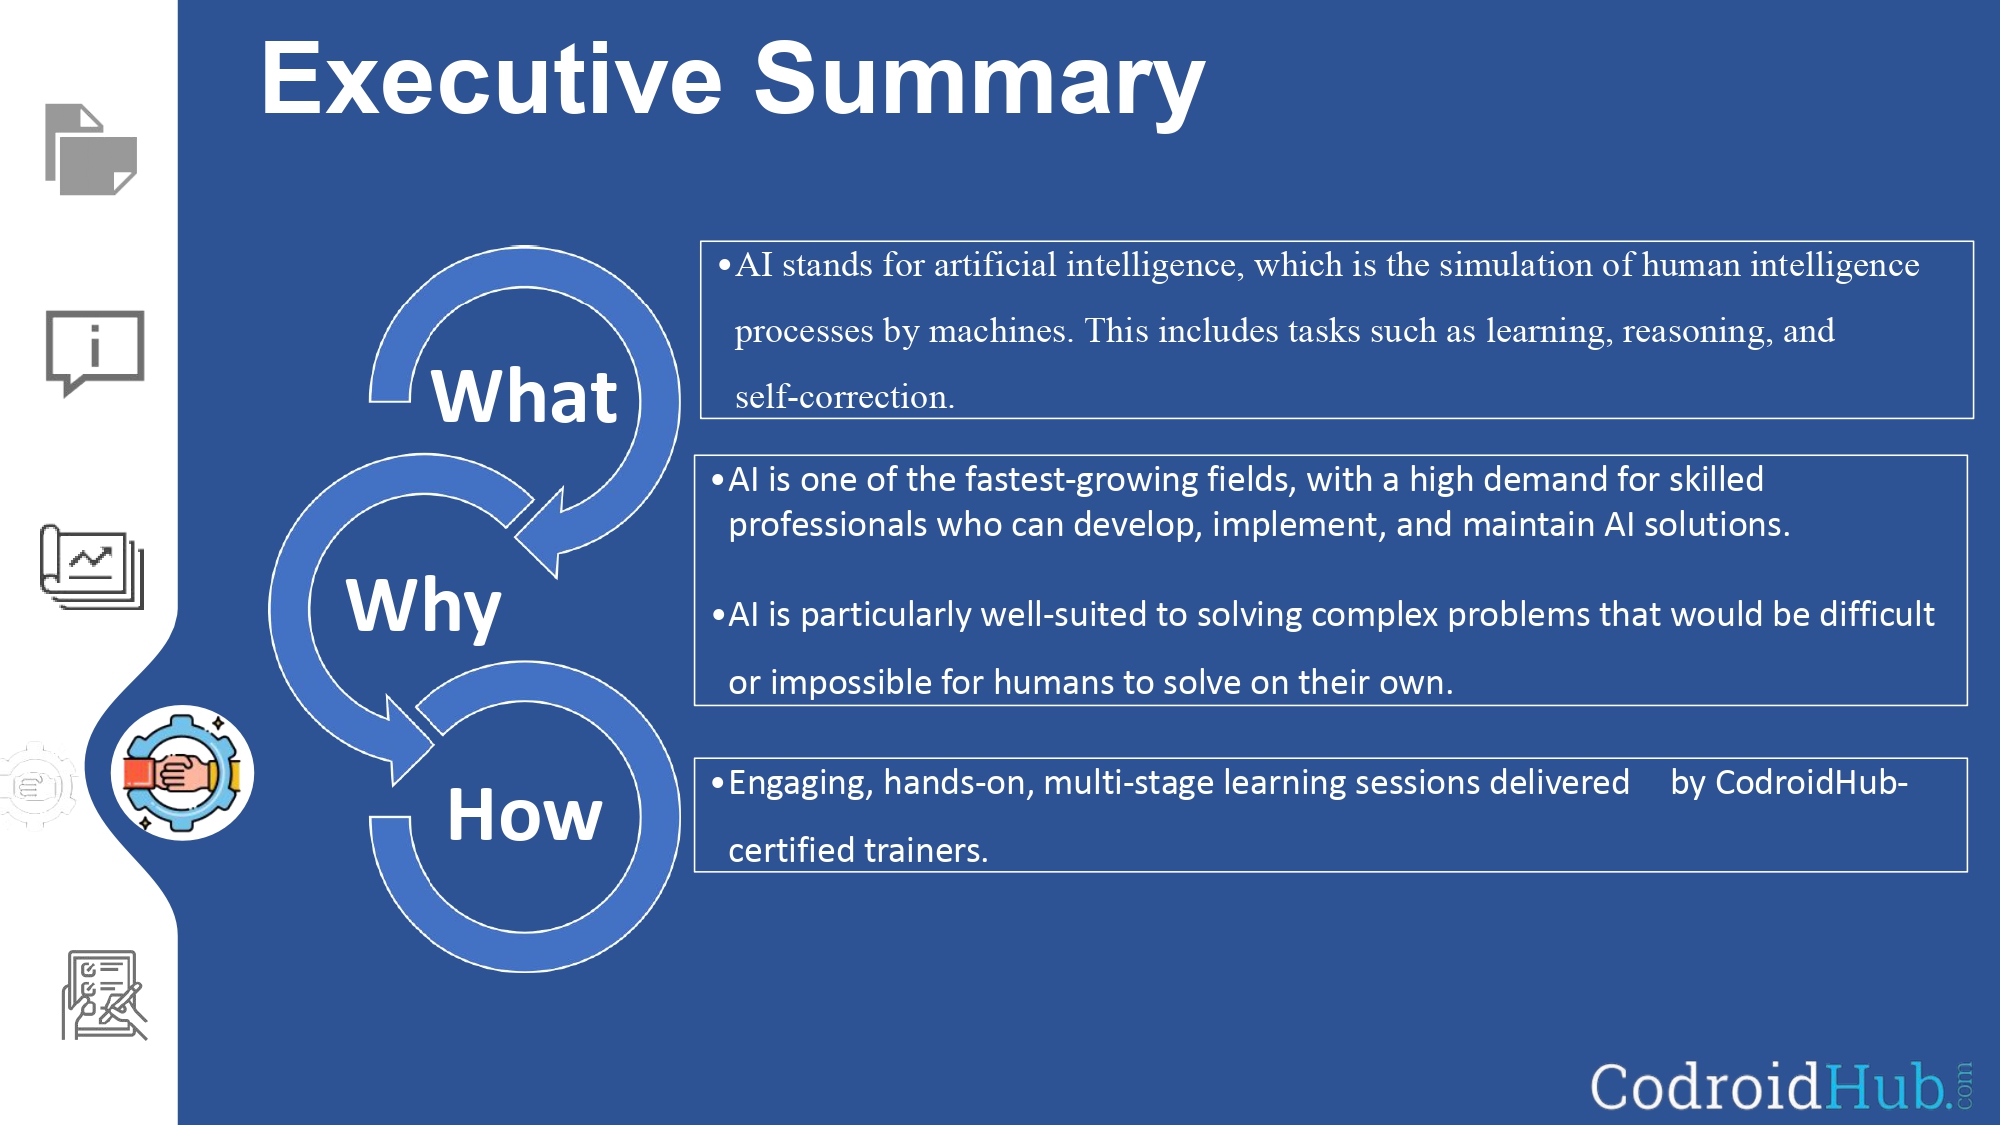 Executive Summary
What
•AI stands for artificial intelligence, which is the simulation of human intelligence
processes by machines. This includes tasks such as learning, reasoning, and
self-correction.
Why
•AI is one of the fastest-growing fields, with a high demand for skilled
professionals who can develop, implement, and maintain AI solutions.
•AI is particularly well-suited to solving complex problems that would be difficult
or impossible for humans to solve on their own.
How
•Engaging, hands-on, multi-stage learning sessions delivered by CodroidHub-
certified trainers.
i
CodroidHub.com